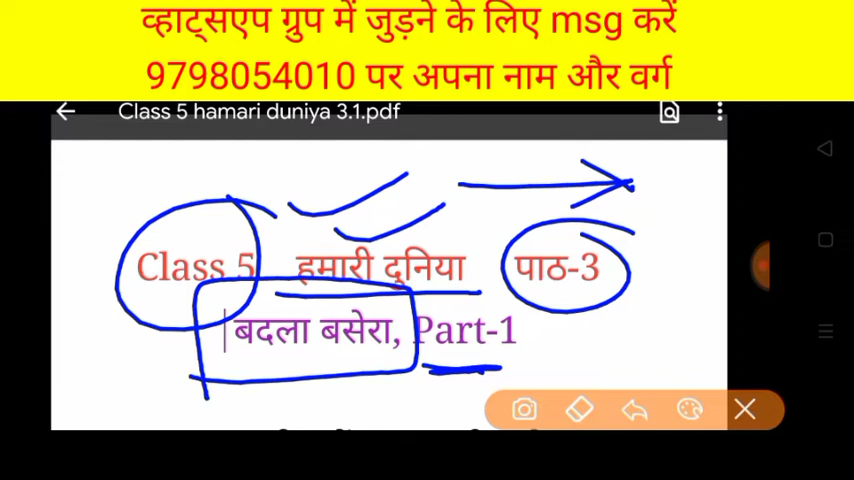 व्हाट्सएप ग्रुप में जुड़ने के लिए msg करें
9798054010 पर अपना नाम और वर्ग
Class 5 hamari duniya 3.1.pdf
Class 5 हमारी दुनिया पाठ-3
बदला बसेरा, Part-1